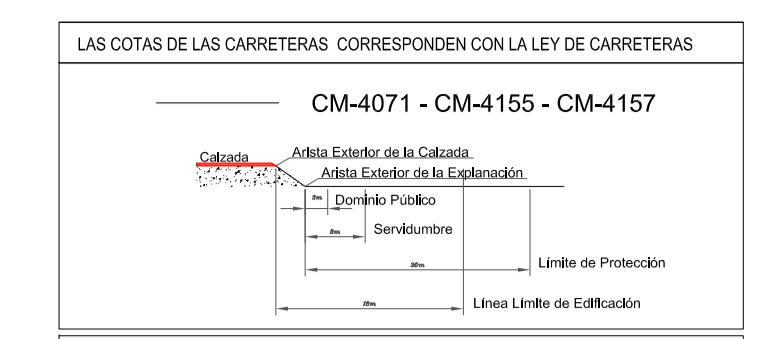 LAS COTAS DE LAS CARRETERAS CORRESPONDEN CON LA LEY DE CARRETERAS
CM-4071 - CM-4155 - CM-4157
Calzada
Arista Exterior de la Calzada
Arista Exterior de la Explanación
3m
Dominio Público
8m
Servidumbre
30m
Límite de Protección
Línea Límite de Edificación